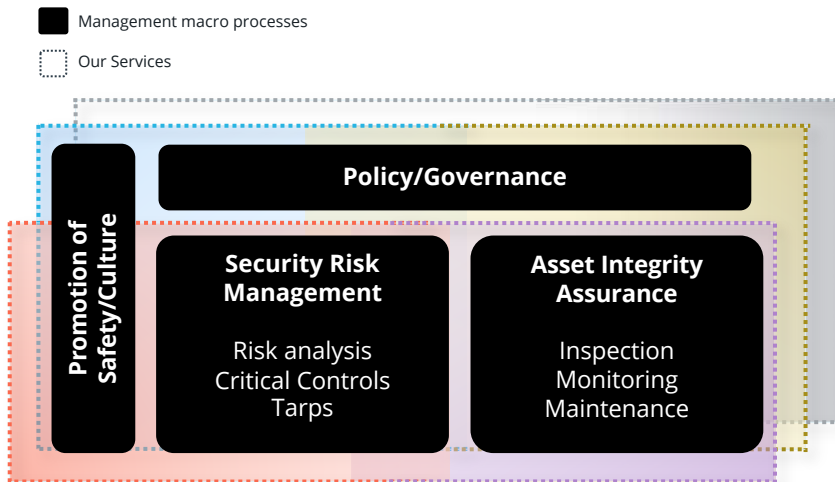 Management macro processes
Our Services
Policy/Governance
Promotion of
Safety/Culture
Security Risk
Management
Risk analysis
Critical Controls
Tarps
Asset Integrity
Assurance
Inspection
Monitoring
Maintenance